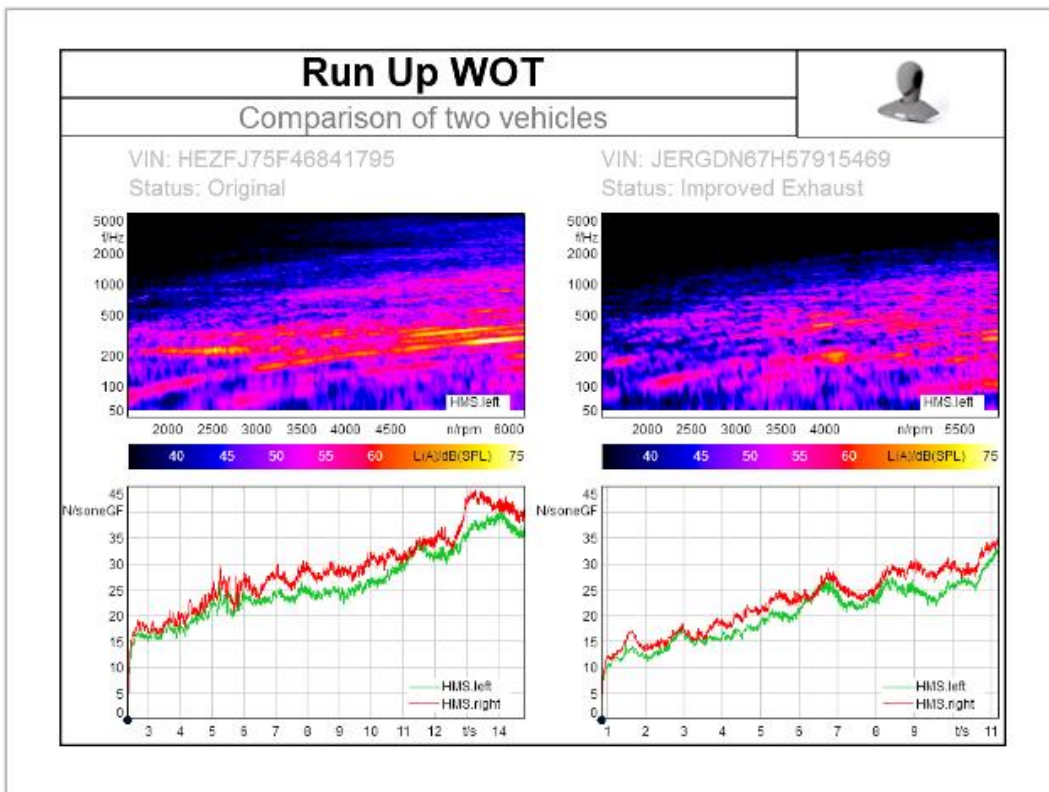 Run Up WOT
Comparison of two vehicles
VIN: HEZFJ75F46841795
Status: Original
VIN: JERGDN67H57915469
Status: Improved Exhaust
5000
f/Hz
2000
1000
500
200
100
50
HMS.left
2000 2500 3000 3500 4000 4500 n/rpm 6000
40 45 50 55 60 L(A)/dB(SPL) 75
5000
f/Hz
2000
1000
500
200
100
50
HMS.left
2000 2500 3000 3500 4000 n/rpm 5500
40 45 50 55 60 L(A)/dB(SPL) 75
45
N/soneGF
35
30
25
20
15
10
5
0
HMS.left
HMS.right
3 4 5 6 7 8 9 10 11 12 t/s 14
45
N/soneGF
35
30
25
20
15
10
5
0
HMS.left
HMS.right
1 2 3 4 5 6 7 8 9 t/s 11